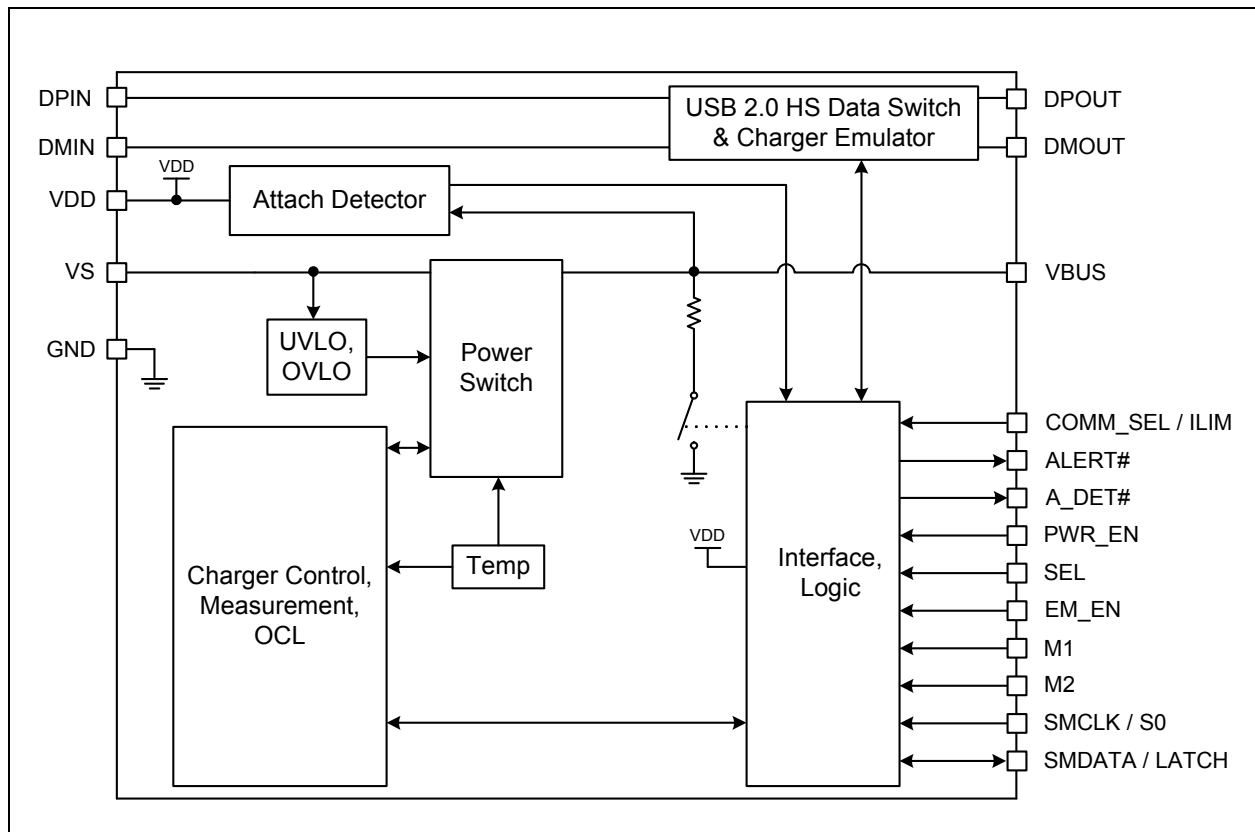 DPIN
DMIN
VDD
VDD
VS
GND
USB 2.0 HS Data Switch
& Charger Emulator
Attach Detector
UVLO,
OVLO
Power
Switch
Charger Control,
Measurement,
OCL
Temp
VDD
Interface,
Logic
DPOUT
DMOUT
VBUS
COMM_SEL / ILIM
ALERT#
A_DET#
PWR_EN
SEL
EM_EN
M1
M2
SMCLK / S0
SMDATA / LATCH